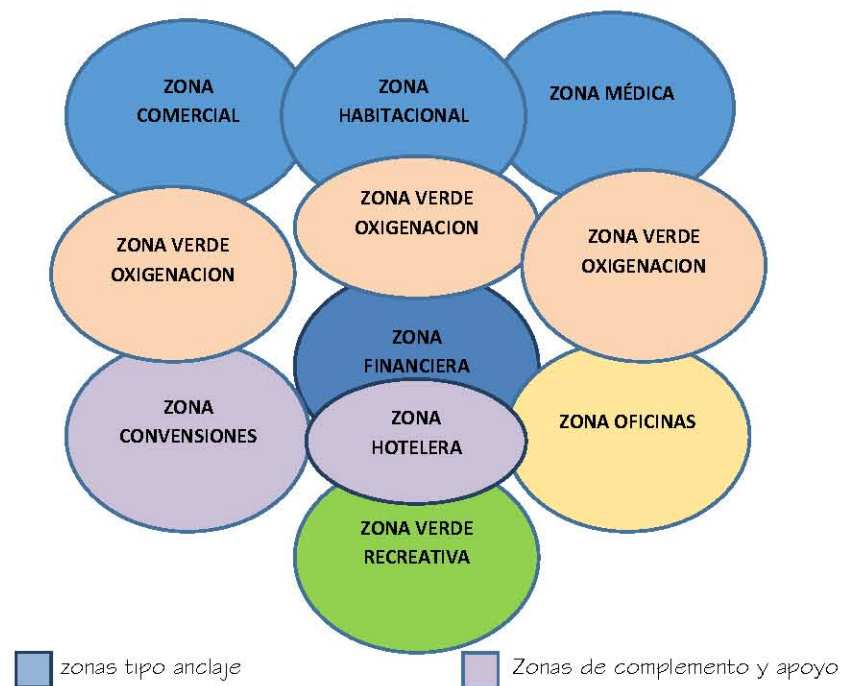 ZONA
COMERCIAL
ZONA
HABITACIONAL
ZONA MÉDICA
ZONA VERDE
OXIGENACION
ZONA VERDE
OXIGENACION
ZONA VERDE
OXIGENACION
ZONA
FINANCIERA
ZONA
CONVENSIONES
ZONA
HOTELERA
ZONA OFICINAS
ZONA VERDE
RECREATIVA
zonas tipo anclaje
Zonas de complemento y apoyo